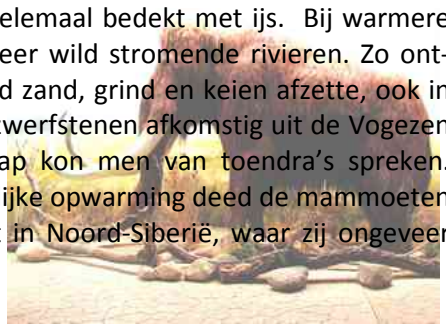 elemaal bedekt met ijs. Bij warmere
eer wild stromende rivieren. Zo ont-
d zand, grind en keien afzette, ook in
zwerfstenen afkomstig uit de Vogezen
ap kon men van toendra's spreken.
ijke opwarming deed de mammoeten
t in Noord-Siberië, waar zij ongeveer